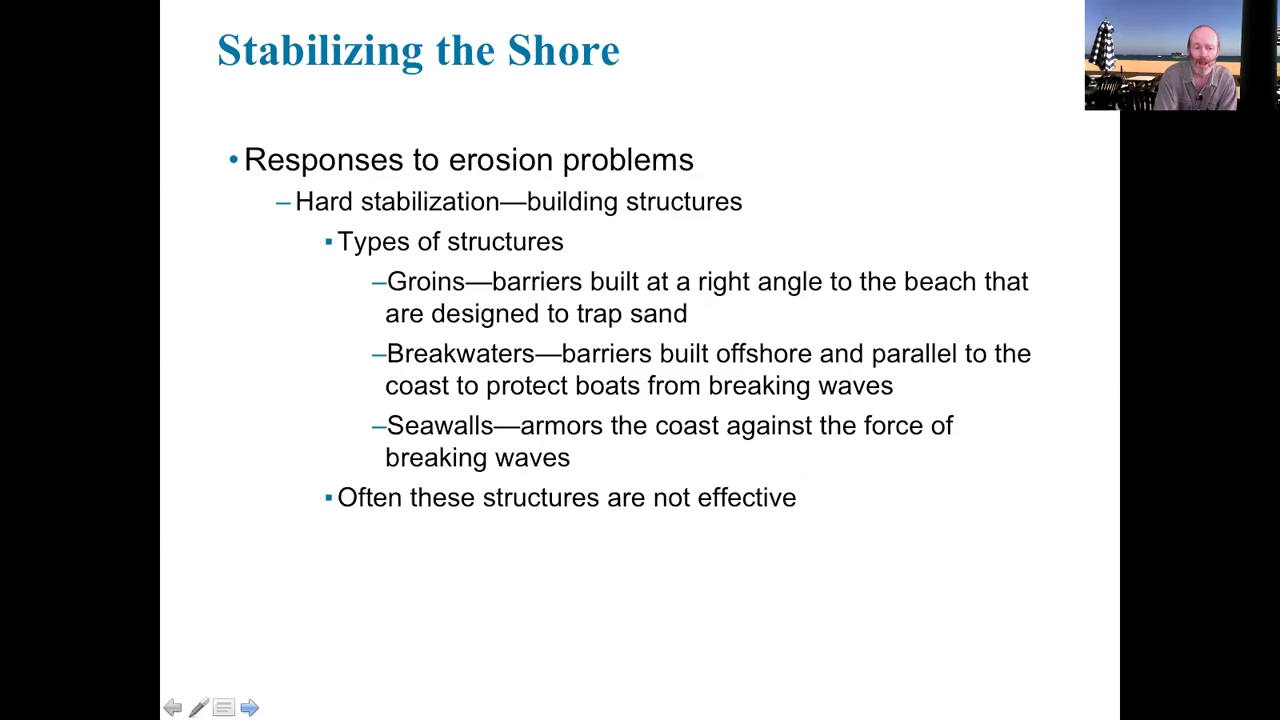 Stabilizing the Shore
• Responses to erosion problems
– Hard stabilization—building structures
▪ Types of structures
–Groins—barriers built at a right angle to the beach that
are designed to trap sand
–Breakwaters—barriers built offshore and parallel to the
coast to protect boats from breaking waves
–Seawalls—armors the coast against the force of
breaking waves
▪ Often these structures are not effective